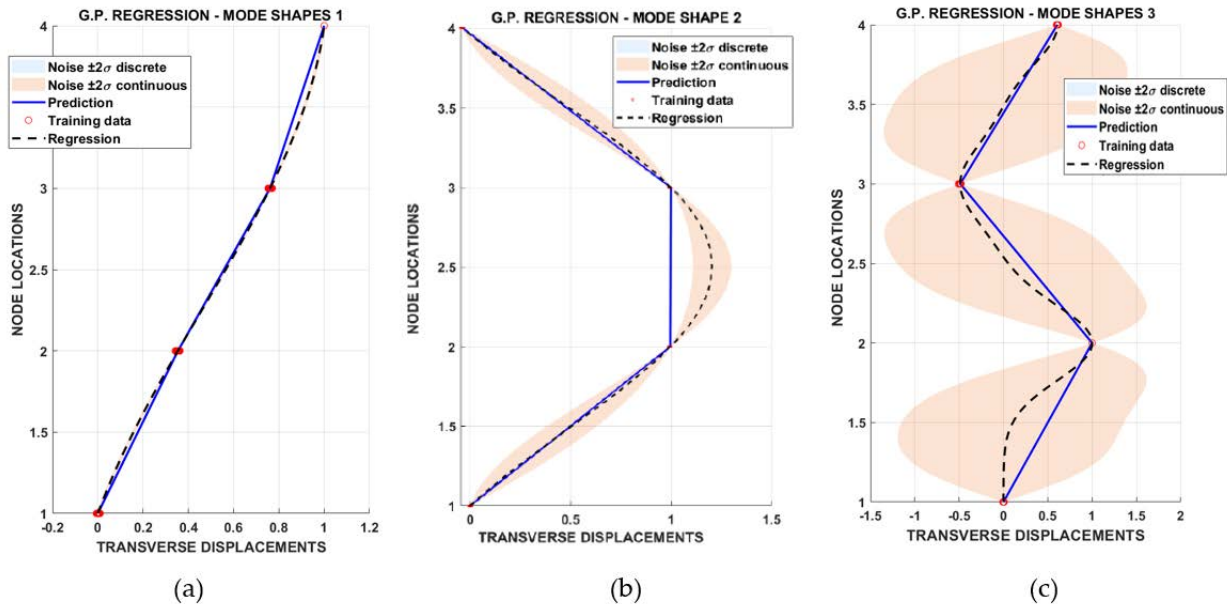 G.P. REGRESSION - MODE SHAPES 1
4
3.5
3
2.5
2
1.5
1
-0.2
0
0.2
0.4
0.6
0.8
1
1.2
NODE LOCATIONS
TRANSVERSE DISPLACEMENTS
Noise ±2σ discrete
Noise ±2σ continuous
Prediction
Training data
Regression
(a)
G.P. REGRESSION - MODE SHAPE 2
4
3.5
3
2.5
2
1.5
1
0
0.5
1
1.5
NODE LOCATIONS
TRANSVERSE DISPLACEMENTS
Noise ±2σ discrete
Noise ±2σ continuous
Prediction
Training data
Regression
(b)
G.P. REGRESSION - MODE SHAPES 3
4
3.5
3
2.5
2
1.5
1
-1.5
-1
-0.5
0
0.5
1
1.5
2
NODE LOCATIONS
TRANSVERSE DISPLACEMENTS
Noise ±2σ discrete
Noise ±2σ continuous
Prediction
Training data
Regression
(c)